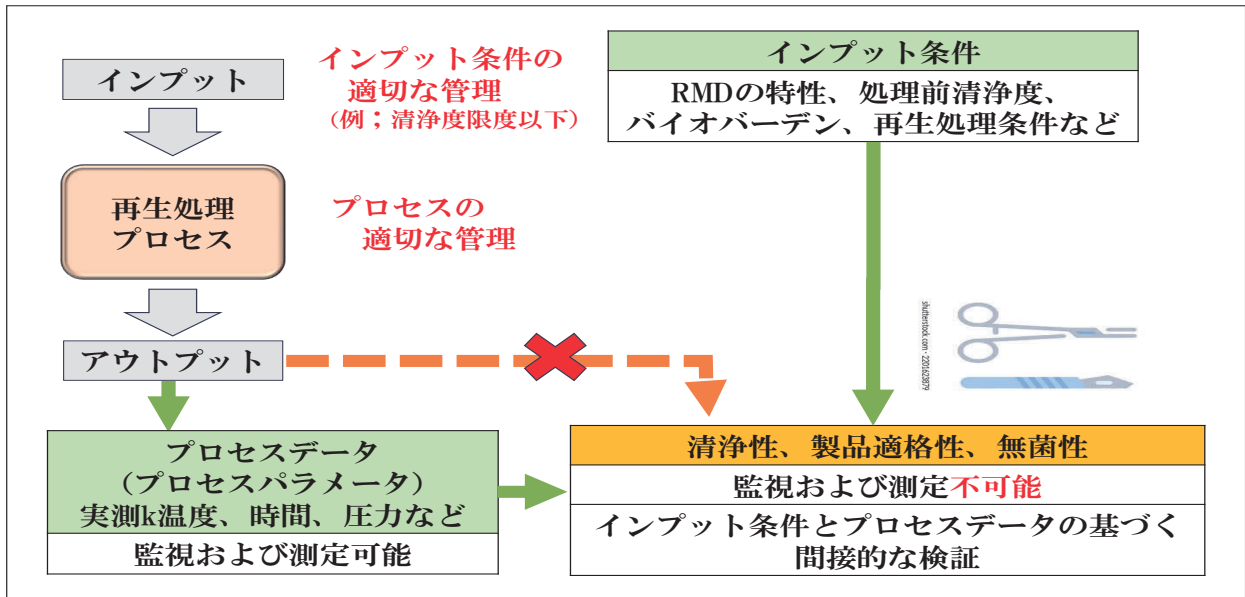 インプット
インプット条件の
適切な管理
（例；清浄度限度以下）
インプット条件
RMDの特性、処理前清浄度、
バイオバーデン、再生処理条件など
再生処理
プロセス
プロセスの
適切な管理
アウトプット
shutterstock.com · 2201623879
プロセスデータ
（プロセスパラメータ）
実測k温度、時間、圧力など
監視および測定可能
清浄性、製品適格性、無菌性
監視および測定不可能
インプット条件とプロセスデータの基づく
間接的な検証